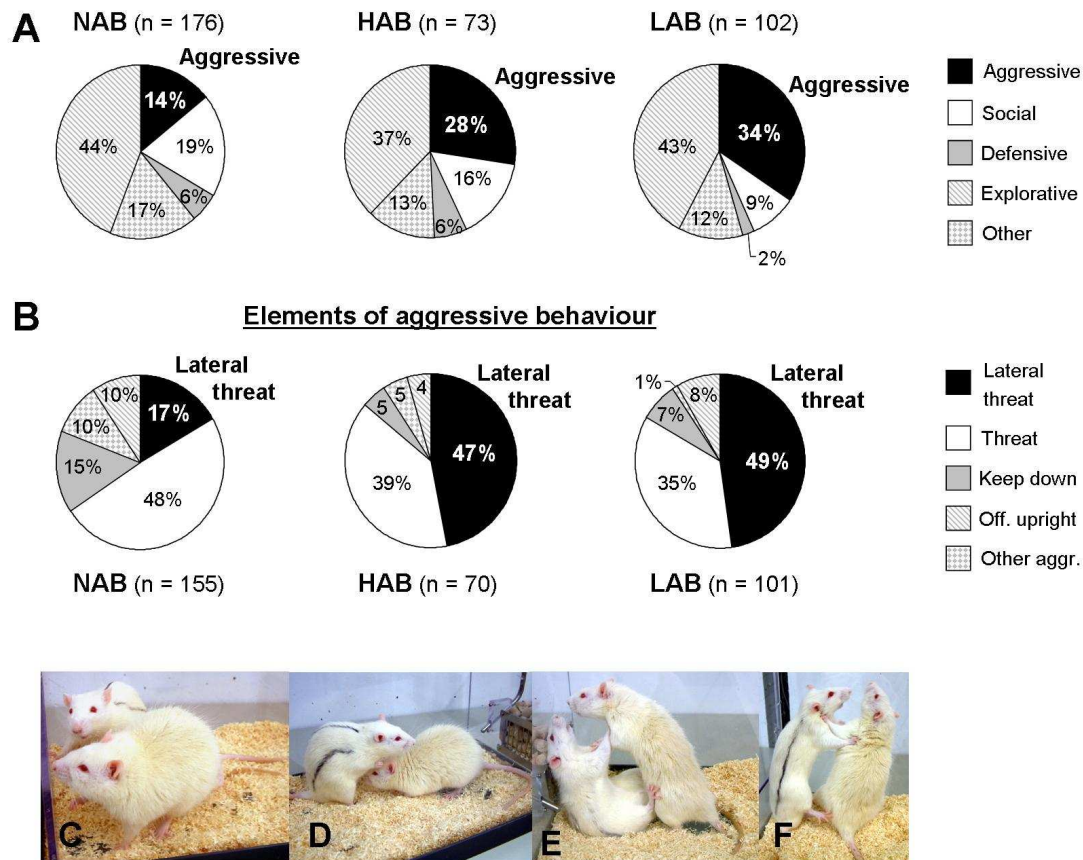 A
NAB (n = 176)
HAB (n = 73)
LAB (n = 102)
Aggressive
14%
19%
6%
17%
44%
Aggressive
28%
16%
6%
13%
37%
Aggressive
34%
9%
2%
12%
43%
Aggressive
Social
Defensive
Explorative
Other
B
Elements of aggressive behaviour
Lateral
threat
17%
48%
15%
10%
10%
Lateral
threat
47%
39%
5
5
4
Lateral
threat
49%
35%
7%
1%
8%
Lateral
threat
Threat
Keep down
Off. upright
Other aggr.
NAB (n = 155)
HAB (n = 70)
LAB (n = 101)
C
D
E
F